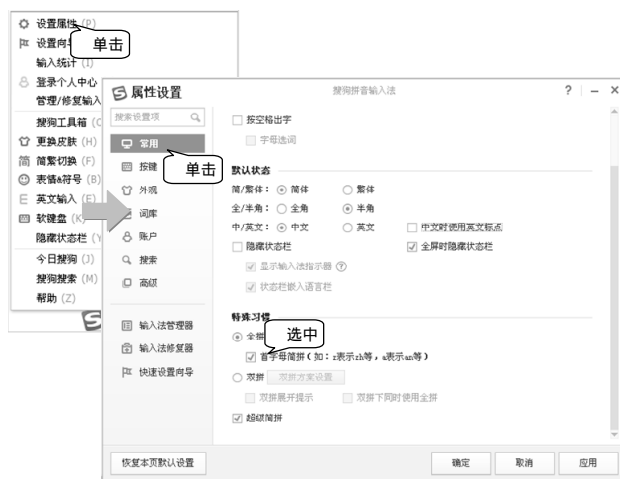 设置属性 (P)
单击
设置向导
输入统计 (I)
登录个人中心
管理/修复输入
搜狗工具箱 (O
更换皮肤 (H)
简繁切换 (F)
表情&符号 (B)
英文输入 (E)
软键盘 (K)
隐藏状态栏 (Y
今日搜狗 (J)
搜狗搜索 (M)
帮助 (Z)
属性设置
搜狗拼音输入法
搜索设置项
常用
单击
按键
外观
词库
账户
搜索
高级
输入法管理器
输入法修复器
快速设置向导
按空格出字
字母选词
默认状态
简/繁体： 简体 繁体
全/半角： 全角 半角
中/英文： 中文 英文 中文时使用英文标点
隐藏状态栏 全屏时隐藏状态栏
显示输入法指示器
状态栏嵌入语言栏
特殊习惯
选中
全拼
首字母简拼(如：z表示zh等，a表示an等)
双拼 双拼方案设置
双拼展开提示 双拼下同时使用全拼
超级简拼
恢复本页默认设置 确定 取消 应用